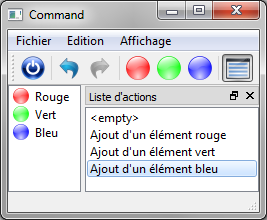 Command
Fichier Edition Affichage
Rouge
Vert
Bleu
Liste d'actions
<empty>
Ajout d'un élément rouge
Ajout d'un élément vert
Ajout d'un élément bleu